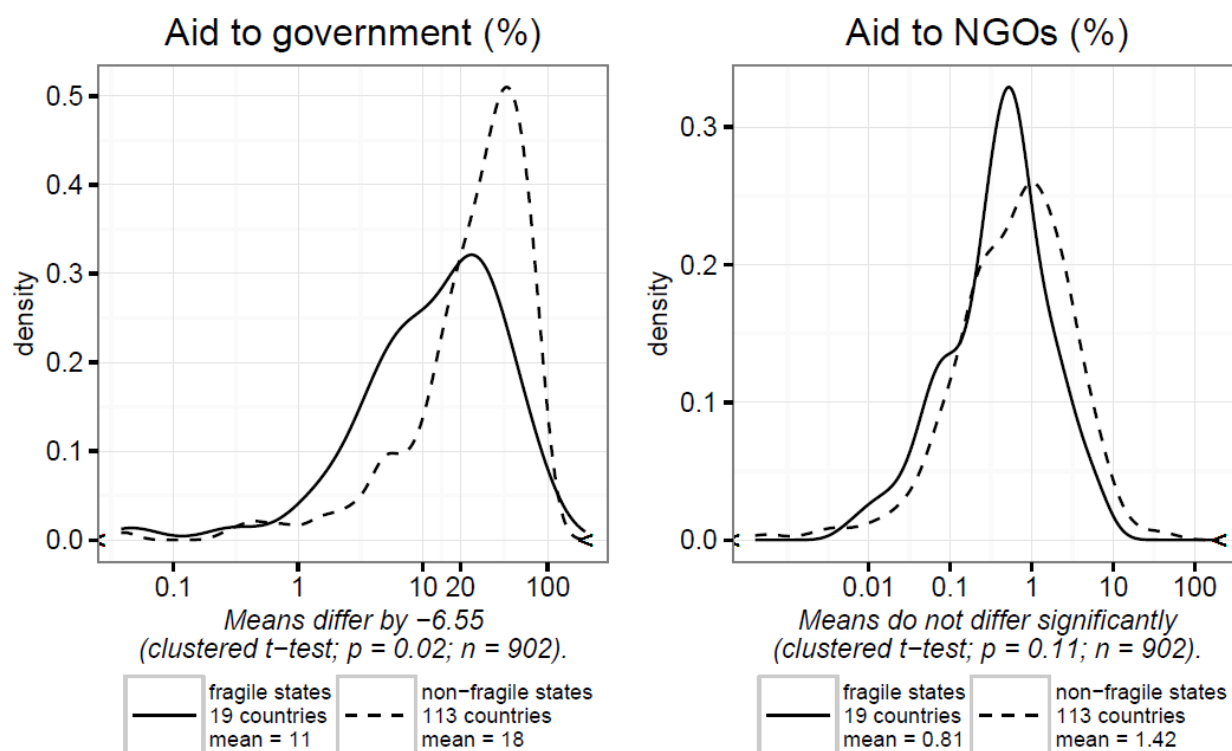 Aid to government (%)
density
0.5
0.4
0.3
0.2
0.1
0.0
0.1 1 10 20 100
Means differ by −6.55
(clustered t−test; p = 0.02; n = 902).
fragile states
19 countries
mean = 11
non−fragile states
113 countries
mean = 18
Aid to NGOs (%)
density
0.3
0.2
0.1
0.0
0.01 0.1 1 10 100
Means do not differ significantly
(clustered t−test; p = 0.11; n = 902).
fragile states
19 countries
mean = 0.81
non−fragile states
113 countries
mean = 1.42